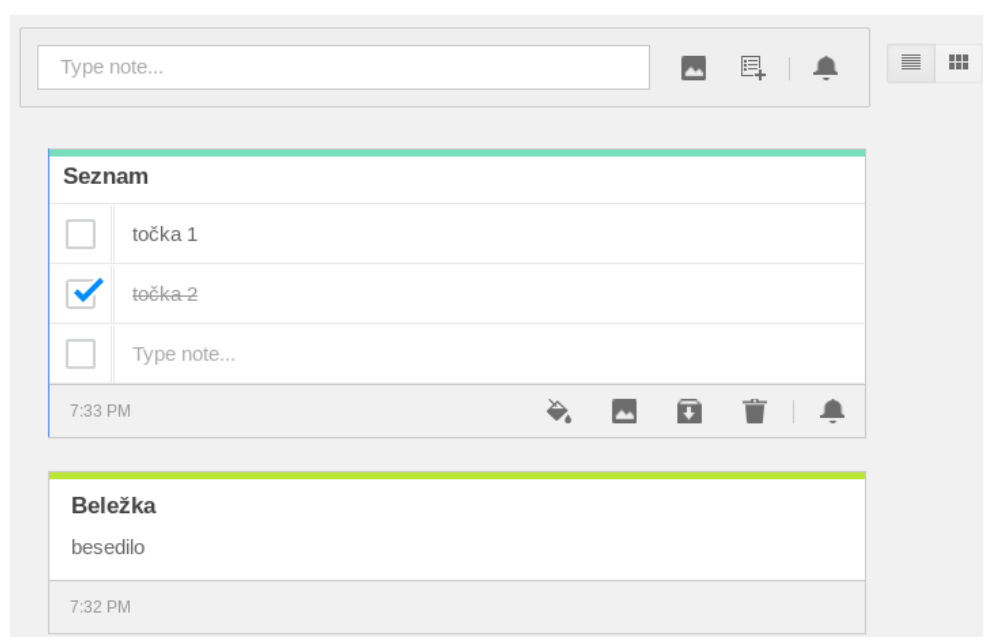 Type note...
Seznam
točka 1
točka 2
Type note...
7:33 PM
Beležka
besedilo
7:32 PM